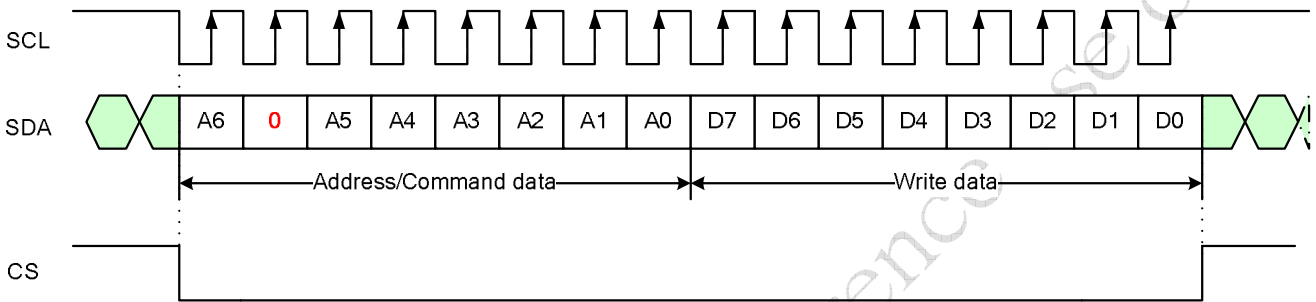 SCL
SDA A6 0 A5 A4 A3 A2 A1 A0 D7 D6 D5 D4 D3 D2 D1 D0
Address/Command data Write data
CS